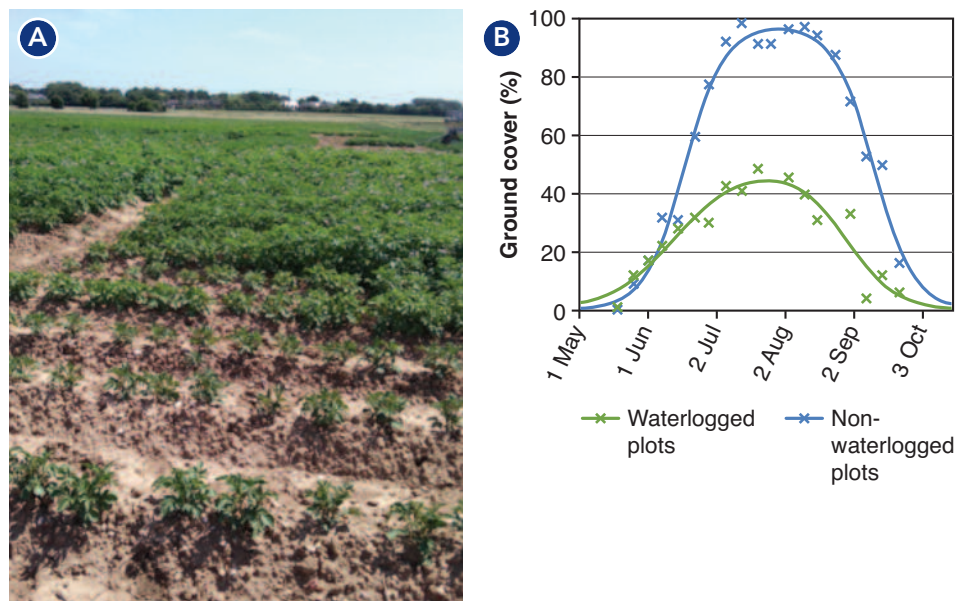 A
B
Ground cover (%)
100
80
60
40
20
0
1 May
1 Jun
2 Jul
2 Aug
2 Sep
3 Oct
Waterlogged
plots
Non-
waterlogged
plots